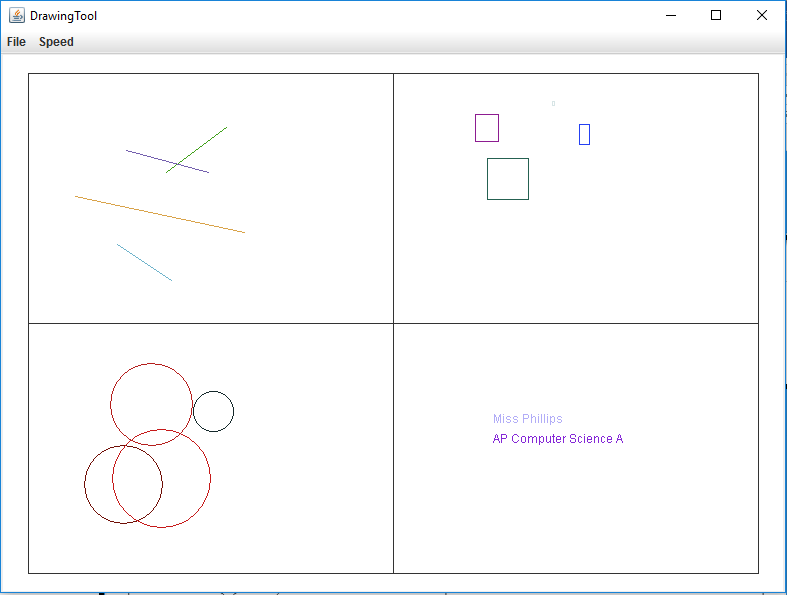 DrawingTool
File Speed
Miss Phillips
AP Computer Science A